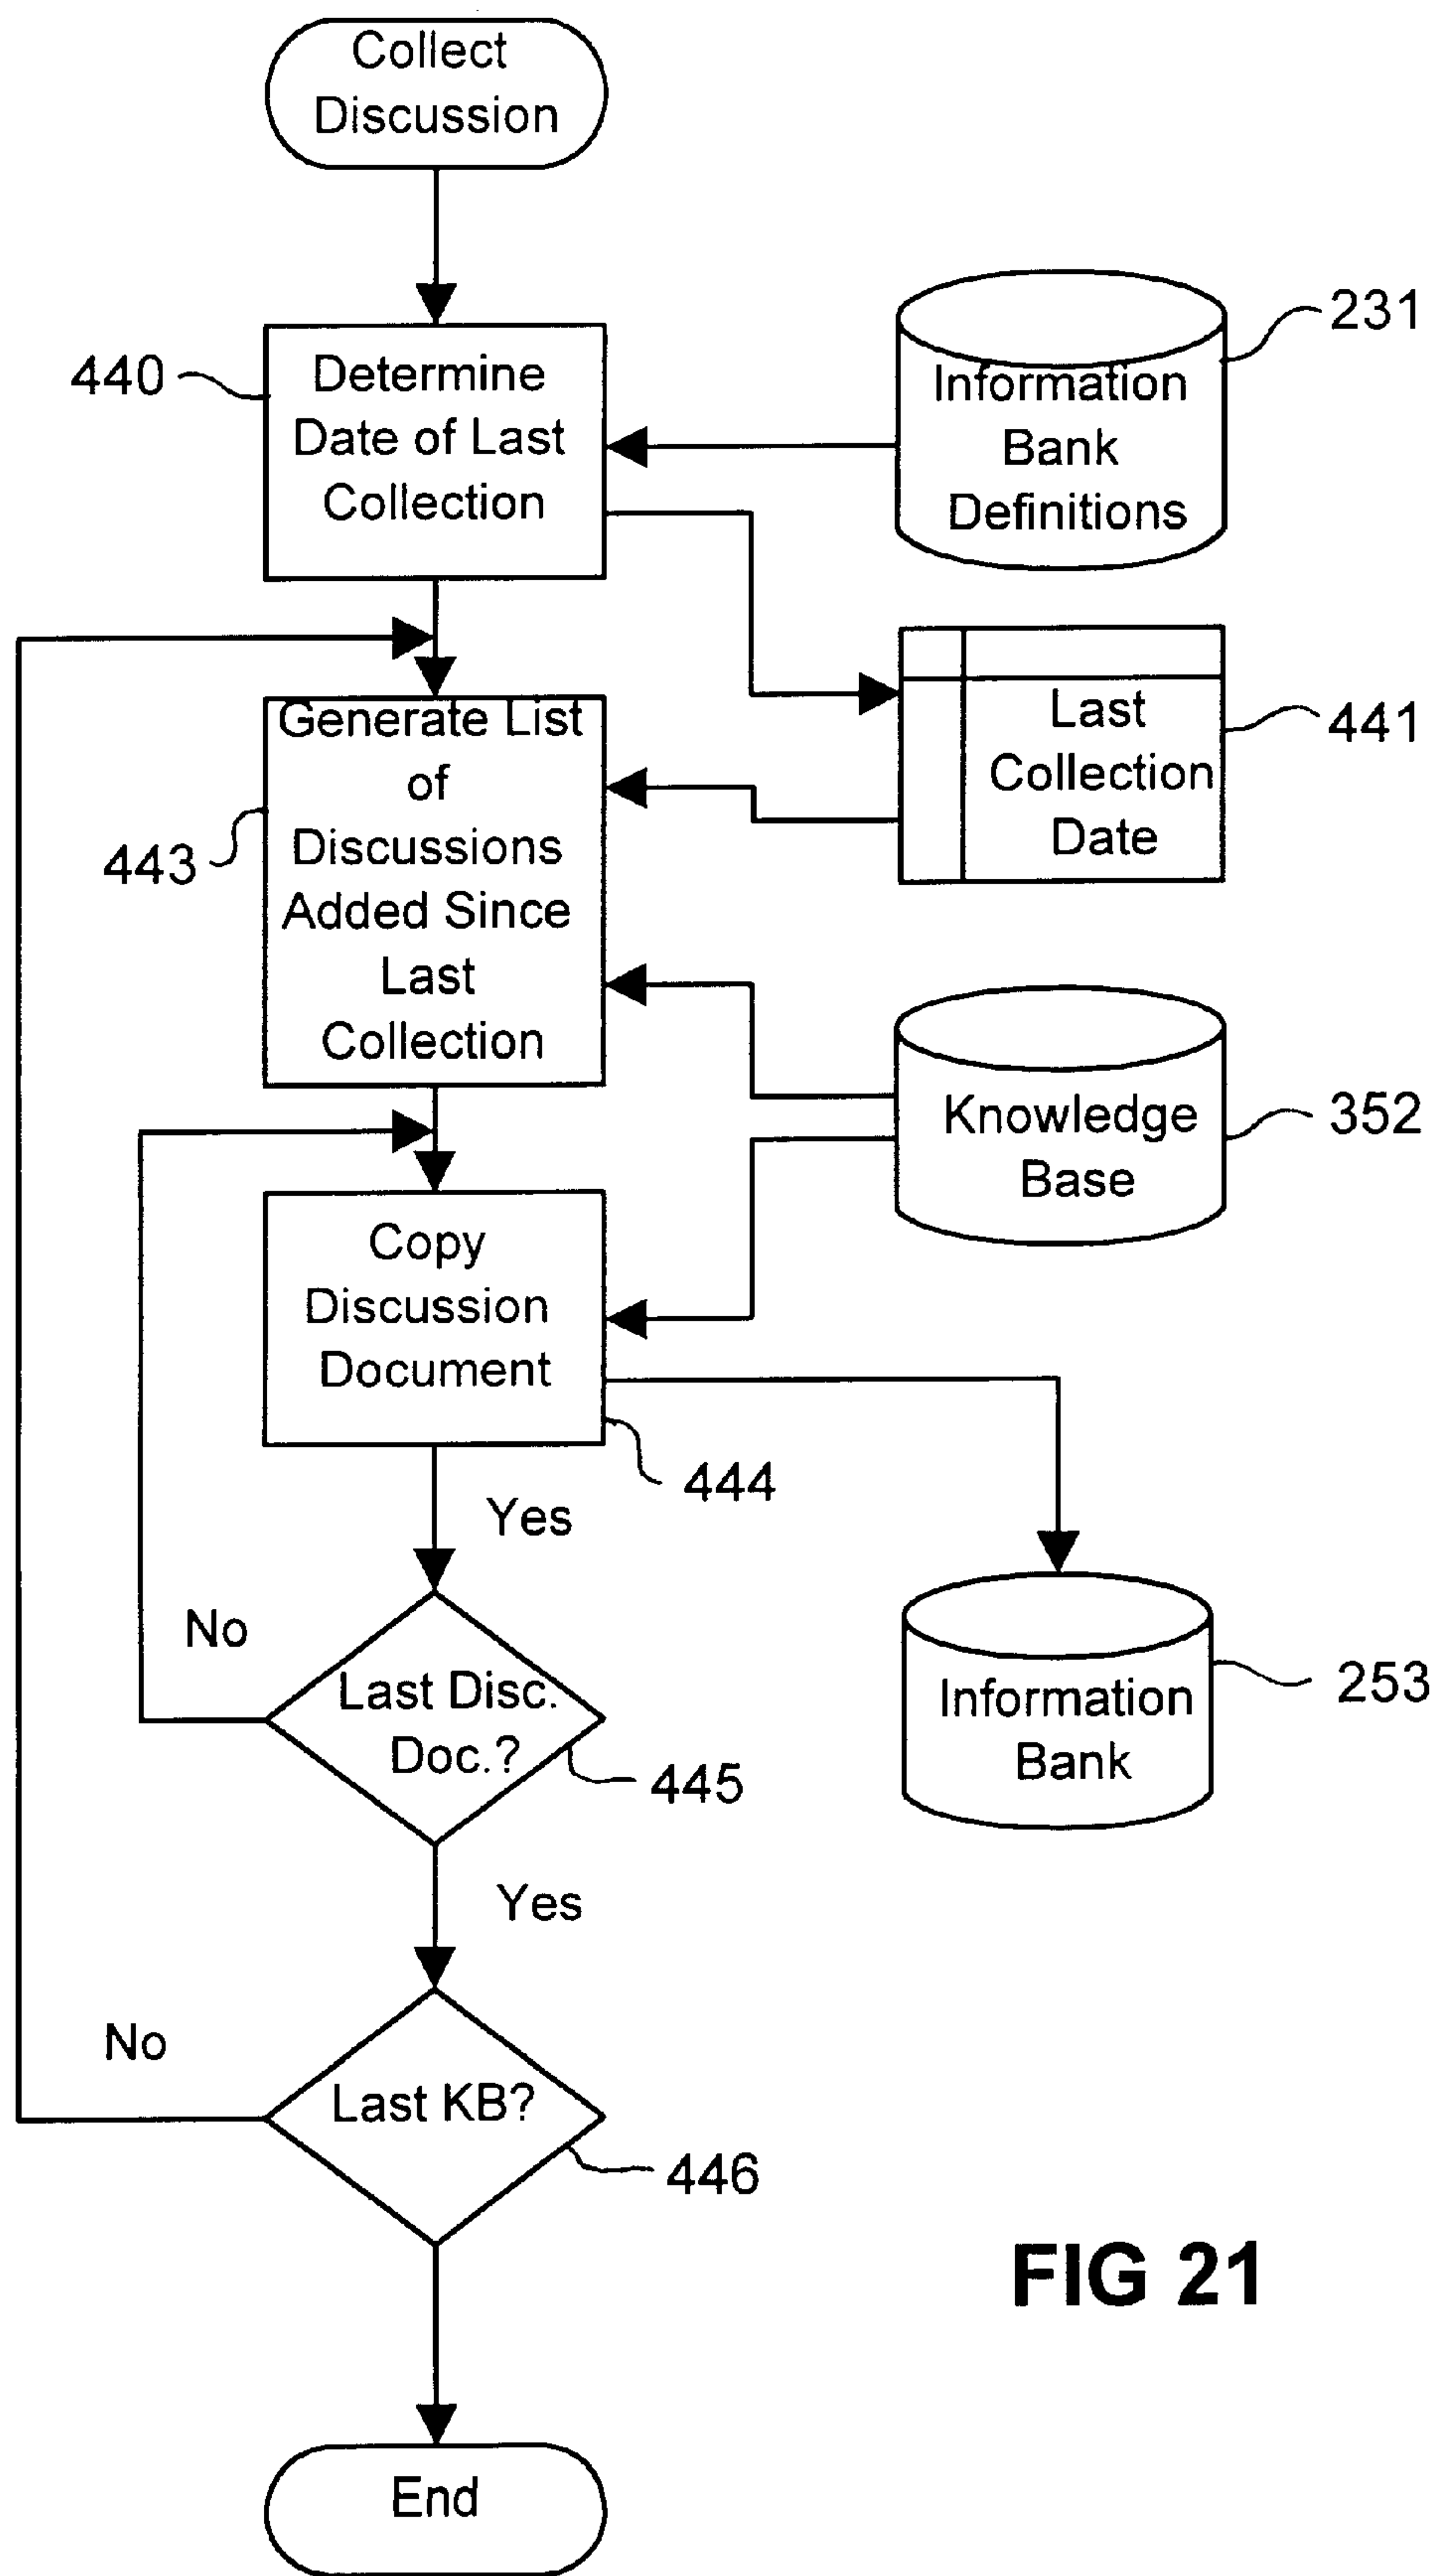 Collect
Discussion
440
Determine
Date of Last
Collection
Information
Bank
Definitions
231
Last
Collection
Date
441
Generate List
of
Discussions
Added Since
Last
Collection
443
Knowledge
Base
352
Copy
Discussion
Document
444
Yes
No
Last Disc.
Doc.?
445
Information
Bank
253
Yes
No
Last KB?
446
FIG 21
End